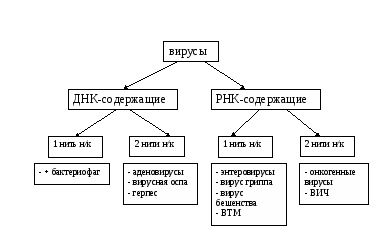 вирусы
ДНК-содержащие
РНК-содержащие
1 нить н/к
2 нити н/к
1 нить н/к
2 нити н/к
- + бактериофаг
- аденовирусы
- вирусная оспа
- герпес
- энтеровирусы
- вирус гриппа
- вирус
бешенства
- ВТМ
- онкогенные
вирусы
- ВИЧ